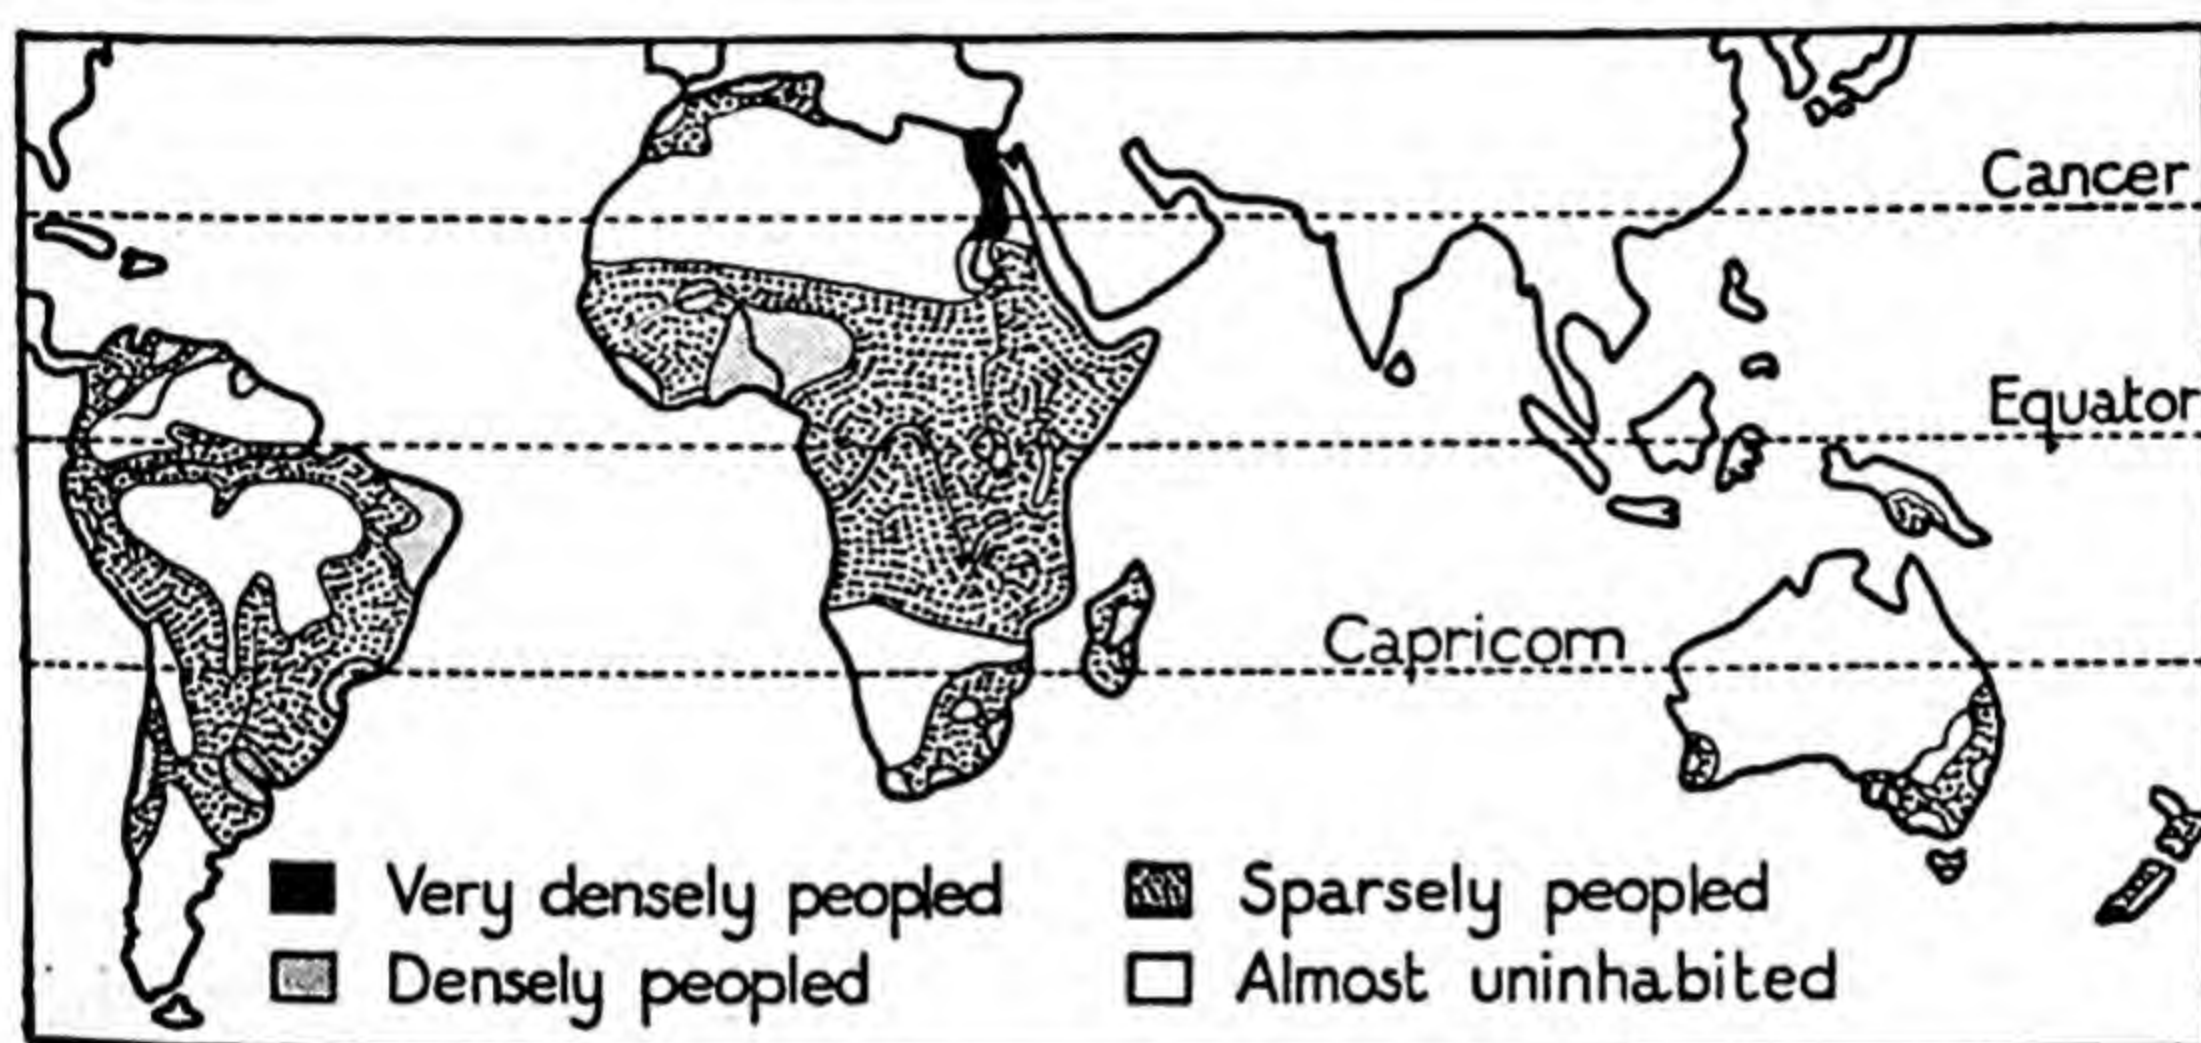 Cancer
Equator
Capricorn
Very densely peopled
Sparsely peopled
Densely peopled
Almost uninhabited